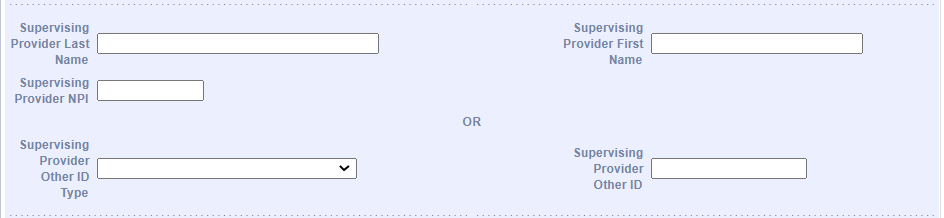 Supervising
Provider Last
Name
Supervising
Provider First
Name
Supervising
Provider NPI
OR
Supervising
Provider
Other ID
Type
Supervising
Provider
Other ID